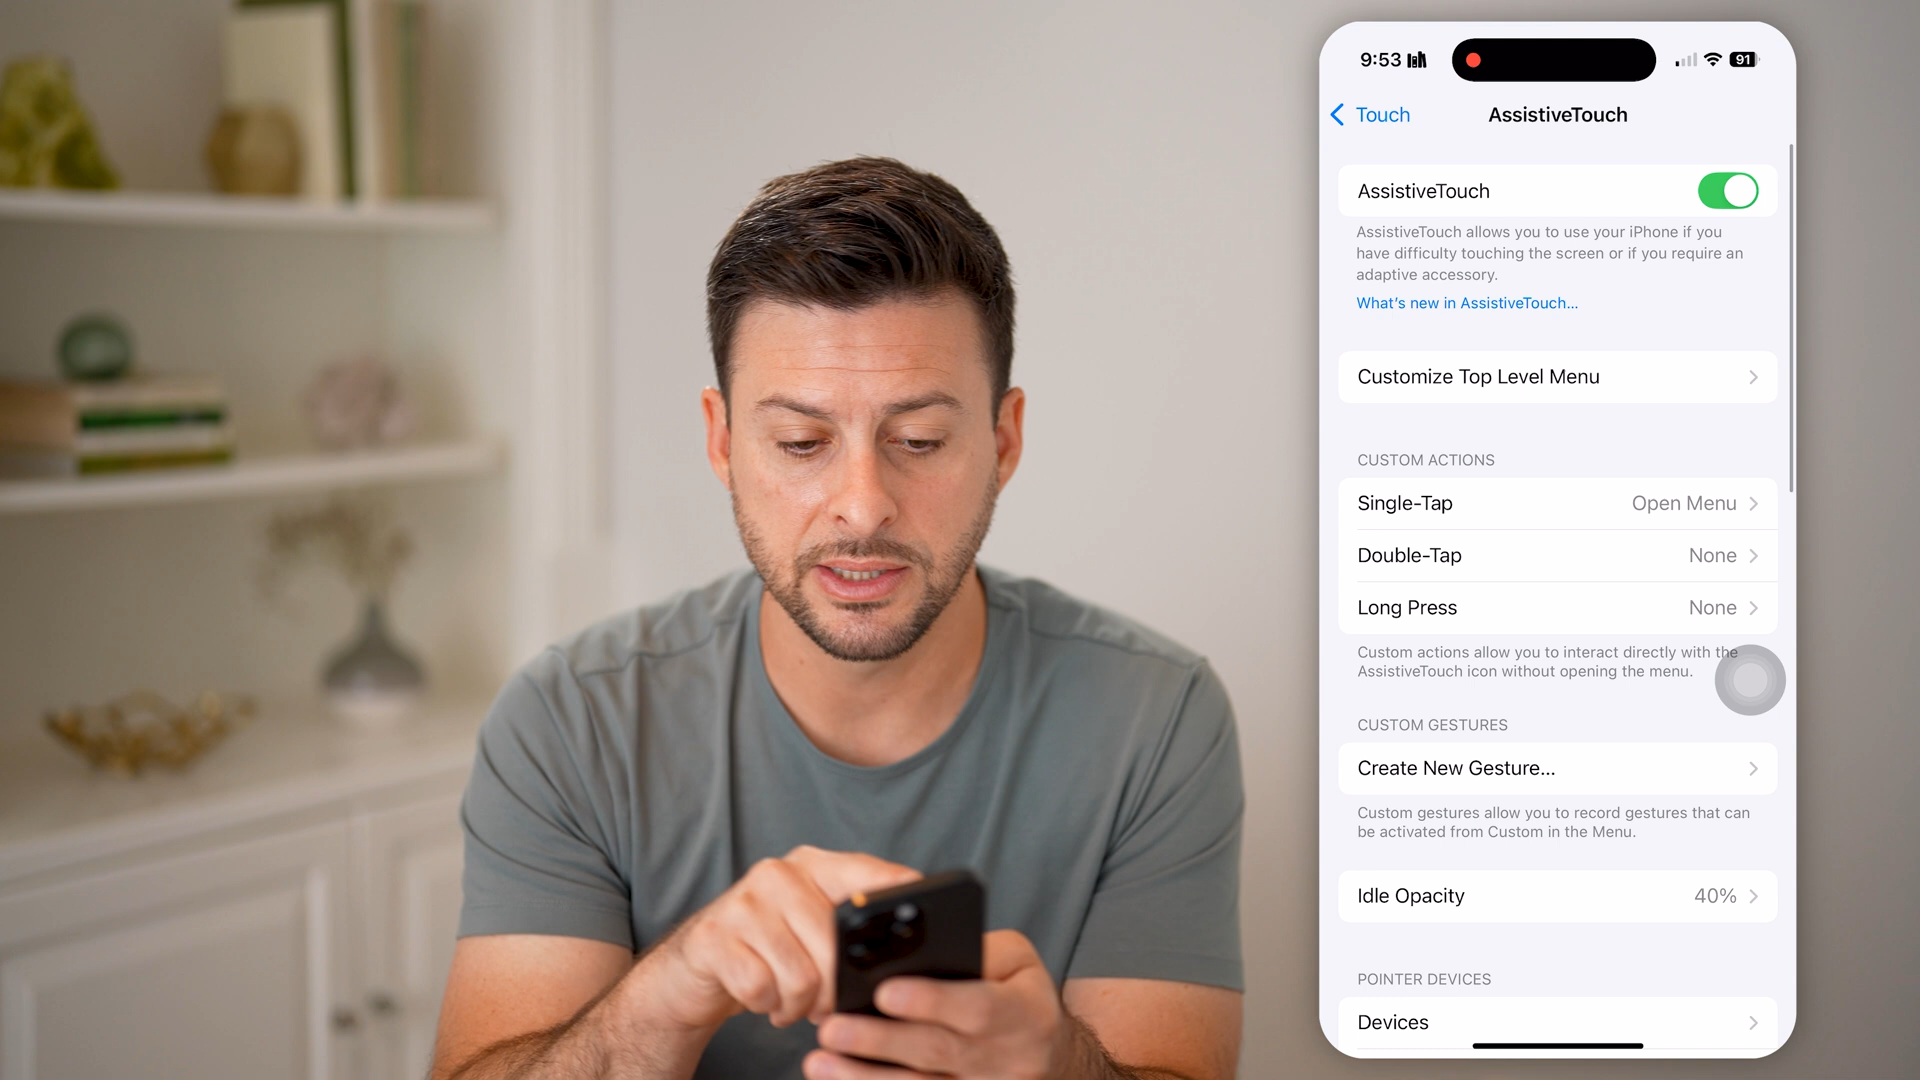 9:53
91
Touch
AssistiveTouch
AssistiveTouch
AssistiveTouch allows you to use your iPhone if you
have difficulty touching the screen or if you require an
adaptive accessory.
What's new in AssistiveTouch...
Customize Top Level Menu
CUSTOM ACTIONS
Single-Tap Open Menu
Double-Tap None
Long Press None
Custom actions allow you to interact directly with the
AssistiveTouch icon without opening the menu.
CUSTOM GESTURES
Create New Gesture...
Custom gestures allow you to record gestures that can
be activated from Custom in the Menu.
Idle Opacity 40%
POINTER DEVICES
Devices